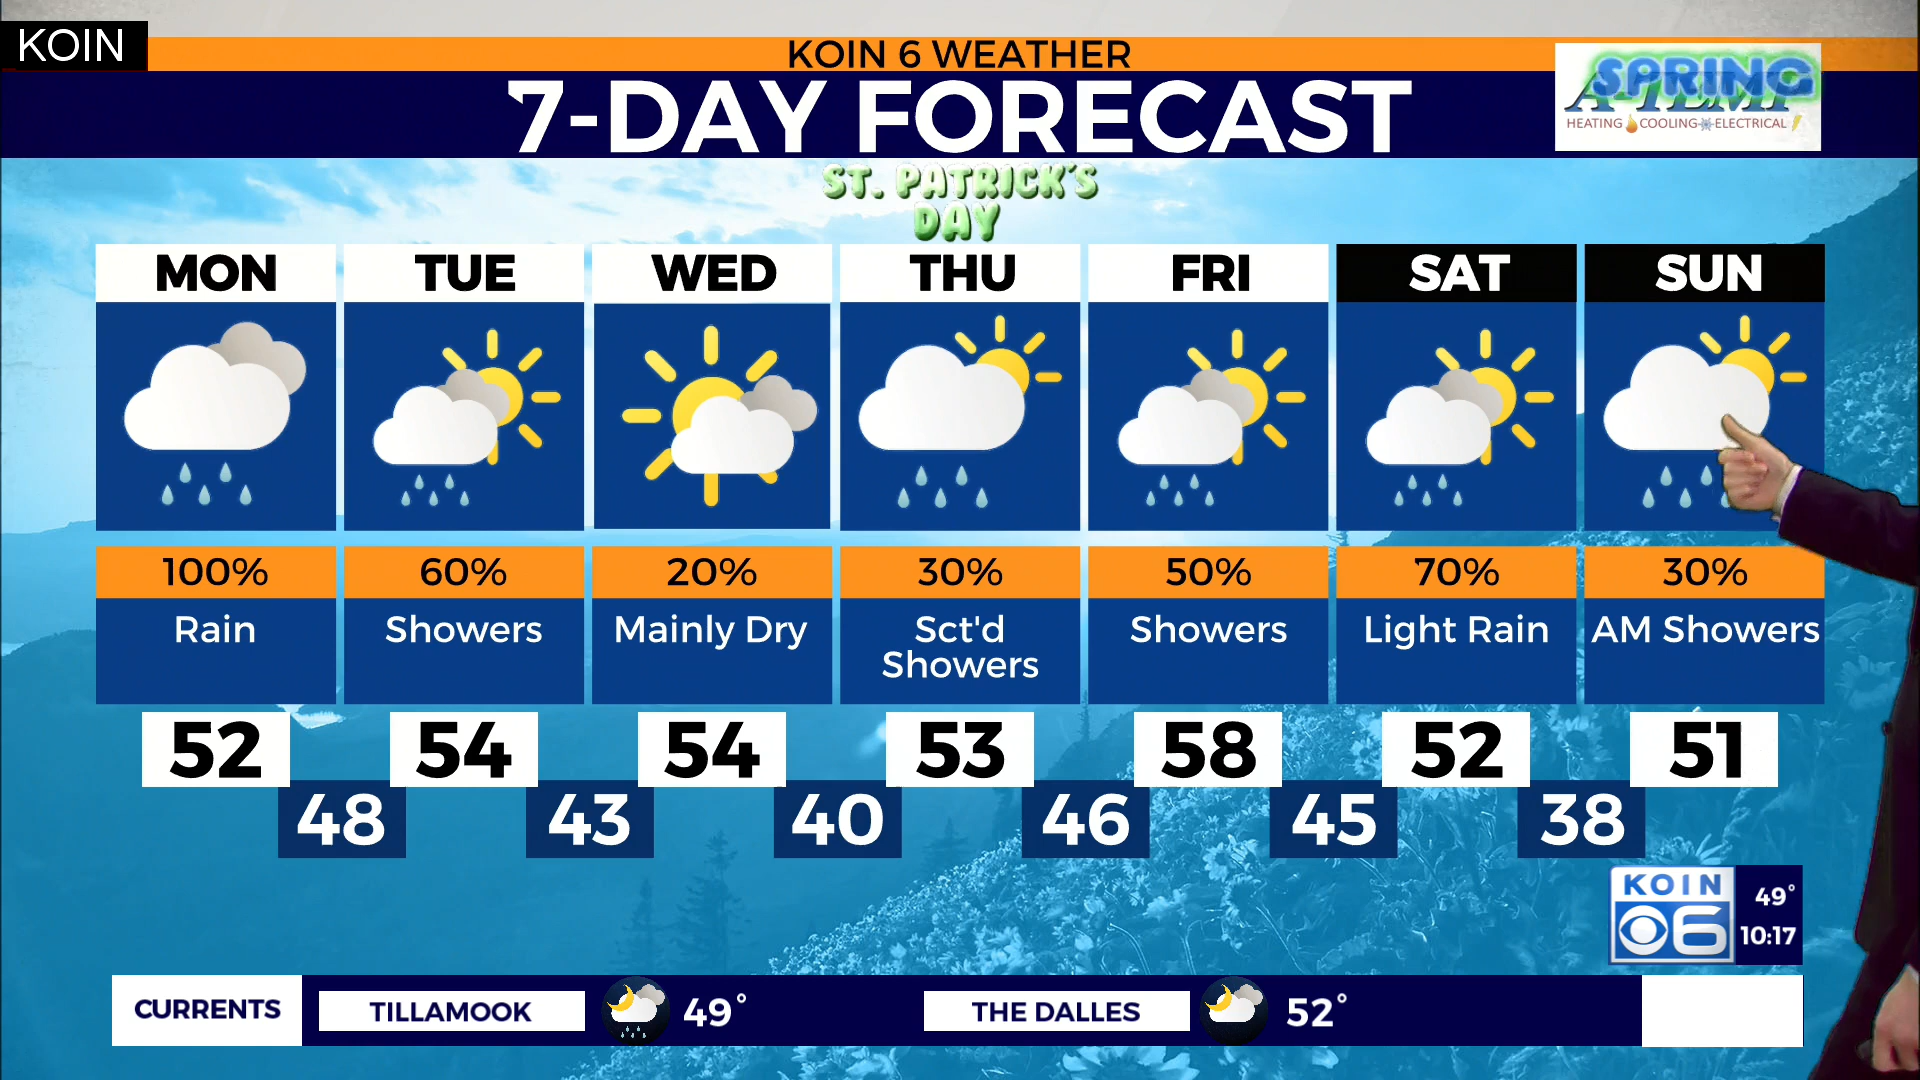 KOIN
KOIN 6 WEATHER
7-DAY FORECAST
SPRING
A-TEMP
HEATING COOLING ELECTRICAL
ST. PATRICK'S
DAY
MON TUE WED THU FRI SAT SUN
100% 60% 20% 30% 50% 70% 30%
Rain Showers Mainly Dry Sct'd Showers Light Rain AM Showers
Showers
52 54 54 53 58 52 51
48 43 40 46 45 38
KOIN
6
49°
10:17
CURRENTS TILLAMOOK 49° THE DALLES 52°